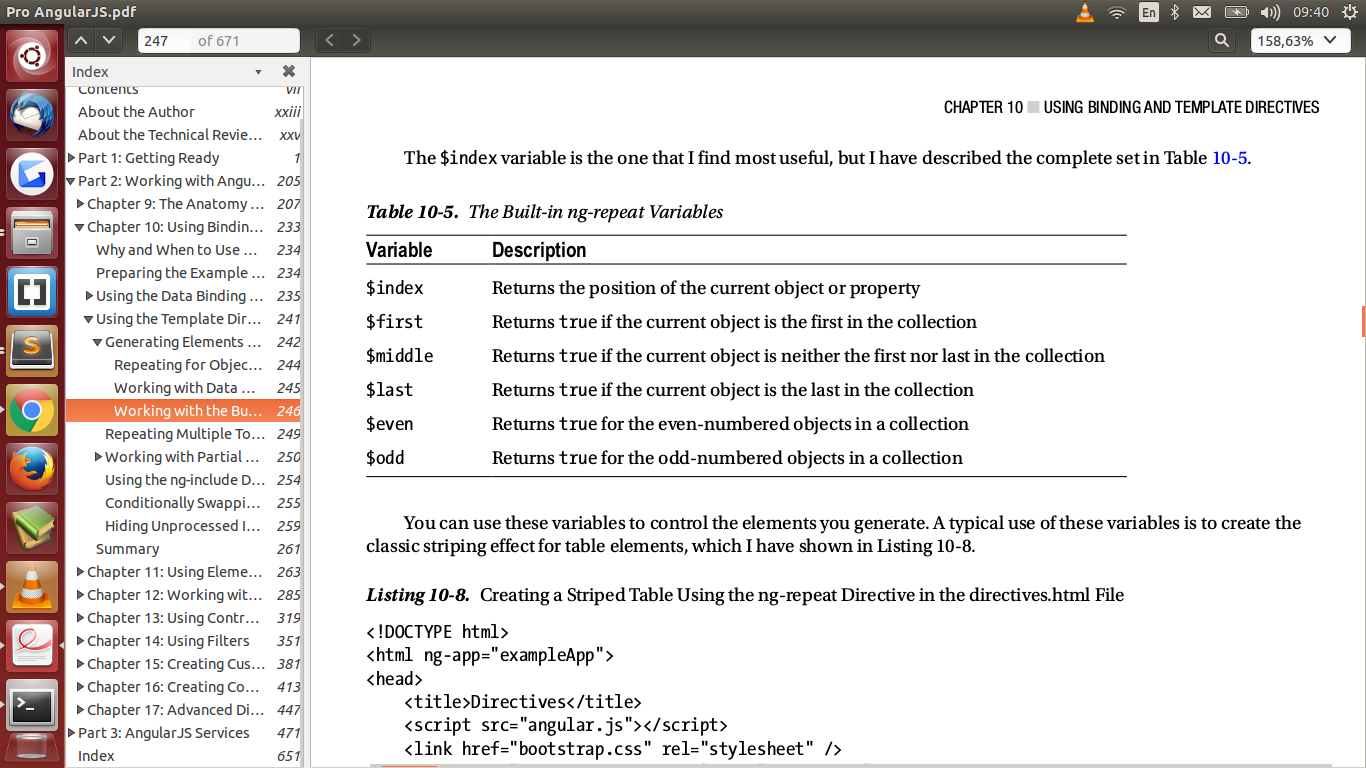 Pro AngularJS.pdf
En
09:40
247 of 671
158,63%
Index
Contents vii
About the Author xxiii
About the Technical Revie... xxv
Part 1: Getting Ready 1
Part 2: Working with Angu... 205
Chapter 9: The Anatomy ... 207
Chapter 10: Using Bindin... 233
Why and When to Use ... 234
Preparing the Example ... 234
Using the Data Binding ... 235
Using the Template Dir... 241
Generating Elements ... 242
Repeating for Objec... 244
Working with Data ... 245
Working with the Bu... 246
Repeating Multiple To... 249
Working with Partial ... 250
Using the ng-include D... 254
Conditionally Swappi... 255
Hiding Unprocessed I... 259
Summary 261
Chapter 11: Using Eleme... 263
Chapter 12: Working wit... 285
Chapter 13: Using Contr... 319
Chapter 14: Using Filters 351
Chapter 15: Creating Cus... 381
Chapter 16: Creating Co... 413
Chapter 17: Advanced Di... 447
Part 3: AngularJS Services 471
Index 651
CHAPTER 10 USING BINDING AND TEMPLATE DIRECTIVES
The $index variable is the one that I find most useful, but I have described the complete set in Table 10-5.
Table 10-5. The Built-in ng-repeat Variables
Variable Description
$index Returns the position of the current object or property
$first Returns true if the current object is the first in the collection
$middle Returns true if the current object is neither the first nor last in the collection
$last Returns true if the current object is the last in the collection
$even Returns true for the even-numbered objects in a collection
$odd Returns true for the odd-numbered objects in a collection
You can use these variables to control the elements you generate. A typical use of these variables is to create the
classic striping effect for table elements, which I have shown in Listing 10-8.
Listing 10-8. Creating a Striped Table Using the ng-repeat Directive in the directives.html File
<!DOCTYPE html>
<html ng-app="exampleApp">
<head>
<title>Directives</title>
<script src="angular.js"></script>
<link href="bootstrap.css" rel="stylesheet" />